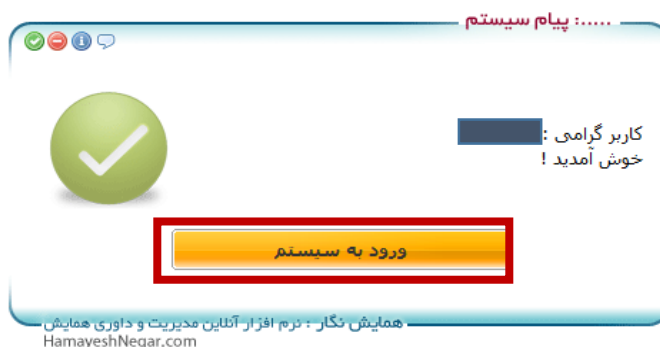 .....: پیام سیستم
کاربر گرامی :
خوش آمدید !
ورود به سیستم
همایش نگار : نرم افزار آنلاین مدیریت و داوری همایش
HamayeshNegar.com